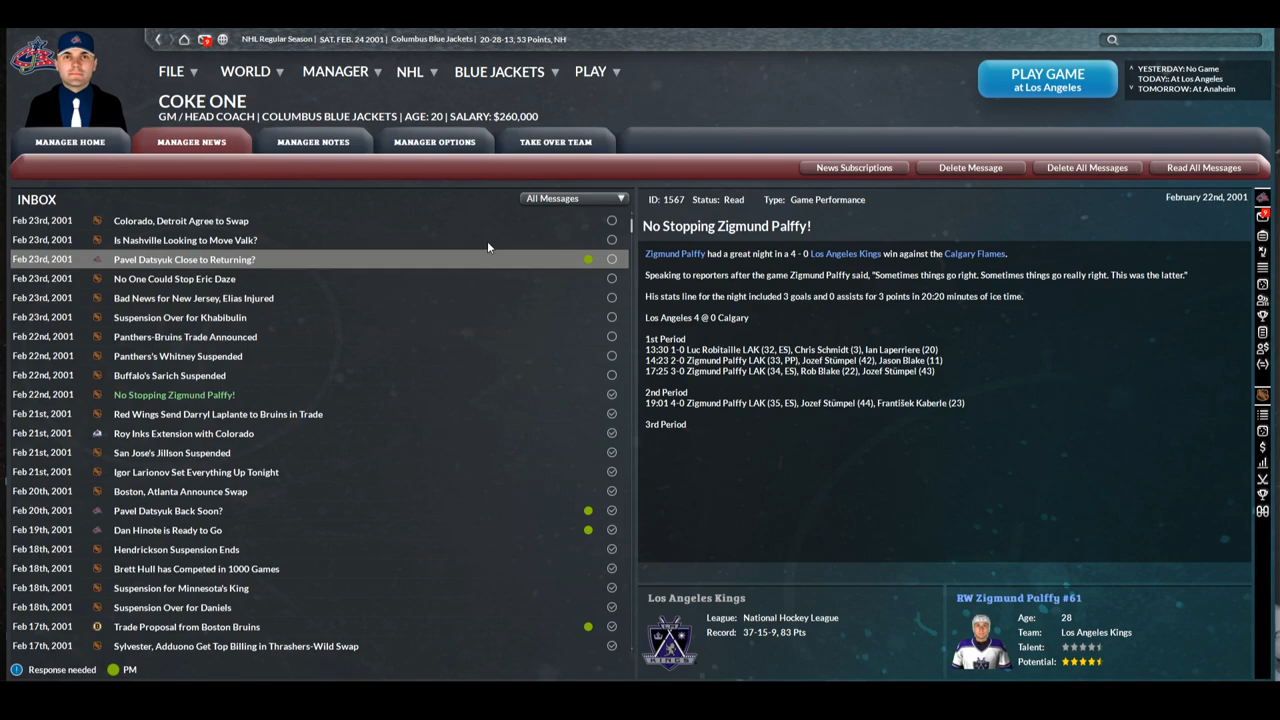 NHL Regular Season | SAT. FEB. 24 2001 | Columbus Blue Jackets | 20-28-13, 53 Points, NH
FILE WORLD MANAGER NHL BLUE JACKETS PLAY
PLAY GAME
at Los Angeles
YESTERDAY: No Game
TODAY:: At Los Angeles
TOMORROW: At Anaheim
COKE ONE
GM / HEAD COACH | COLUMBUS BLUE JACKETS | AGE: 20 | SALARY: $260,000
MANAGER HOME MANAGER NEWS MANAGER NOTES MANAGER OPTIONS TAKE OVER TEAM
News Subscriptions Delete Message Delete All Messages Read All Messages
INBOX All Messages
Feb 23rd, 2001 Colorado, Detroit Agree to Swap
Feb 23rd, 2001 Is Nashville Looking to Move Valk?
Feb 23rd, 2001 Pavel Datsyuk Close to Returning?
Feb 23rd, 2001 No One Could Stop Eric Daze
Feb 23rd, 2001 Bad News for New Jersey, Elias Injured
Feb 23rd, 2001 Suspension Over for Khabibulin
Feb 22nd, 2001 Panthers-Bruins Trade Announced
Feb 22nd, 2001 Panthers's Whitney Suspended
Feb 22nd, 2001 Buffalo's Sarich Suspended
Feb 22nd, 2001 No Stopping Zigmund Palffy!
Feb 21st, 2001 Red Wings Send Darryl Laplante to Bruins in Trade
Feb 21st, 2001 Roy Inks Extension with Colorado
Feb 21st, 2001 San Jose's Jillson Suspended
Feb 21st, 2001 Igor Larionov Set Everything Up Tonight
Feb 20th, 2001 Boston, Atlanta Announce Swap
Feb 20th, 2001 Pavel Datsyuk Back Soon?
Feb 19th, 2001 Dan Hinote is Ready to Go
Feb 18th, 2001 Hendrickson Suspension Ends
Feb 18th, 2001 Brett Hull has Competed in 1000 Games
Feb 18th, 2001 Suspension for Minnesota's King
Feb 18th, 2001 Suspension Over for Daniels
Feb 17th, 2001 Trade Proposal from Boston Bruins
Feb 17th, 2001 Sylvester, Adduono Get Top Billing in Thrashers-Wild Swap
Response needed PM
ID: 1567 Status: Read Type: Game Performance February 22nd, 2001
No Stopping Zigmund Palffy!
Zigmund Palffy had a great night in a 4 - 0 Los Angeles Kings win against the Calgary Flames.
Speaking to reporters after the game Zigmund Palffy said, "Sometimes things go right. Sometimes things go really right. This was the latter."
His stats line for the night included 3 goals and 0 assists for 3 points in 20:20 minutes of ice time.
Los Angeles 4 @ 0 Calgary
1st Period
13:30 1-0 Luc Robitaille LAK (32, ES), Chris Schmidt (3), Ian Laperriere (20)
14:23 2-0 Zigmund Palffy LAK (33, PP), Jozef Stümpel (42), Jason Blake (11)
17:25 3-0 Zigmund Palffy LAK (34, ES), Rob Blake (22), Jozef Stümpel (43)
2nd Period
19:01 4-0 Zigmund Palffy LAK (35, ES), Jozef Stümpel (44), František Kaberle (23)
3rd Period
Los Angeles Kings
League: National Hockey League
Record: 37-15-9, 83 Pts
RW Zigmund Palffy #61
Age: 28
Team: Los Angeles Kings
Talent:
Potential: